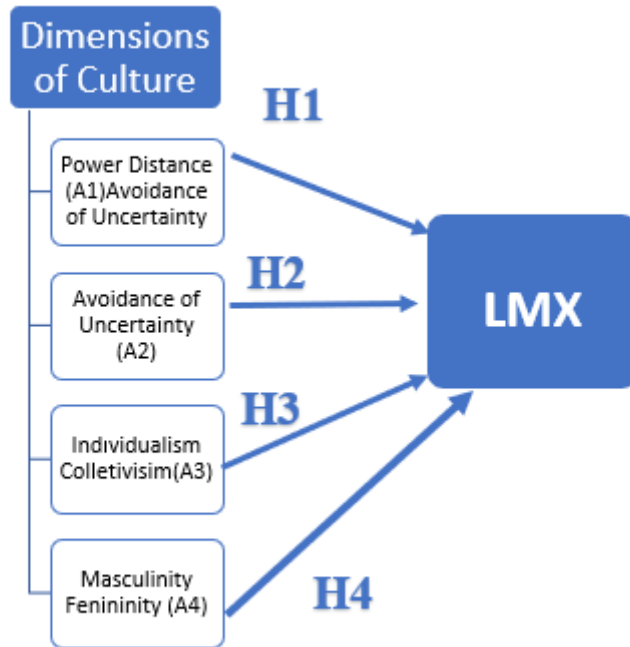 Dimensions
of Culture
H1
Power Distance
(A1)Avoidance
of Uncertainty
H2
Avoidance of
Uncertainty
(A2)
LMX
H3
Individualism
Colletivisim(A3)
Masculinity
Fenininity (A4)
H4